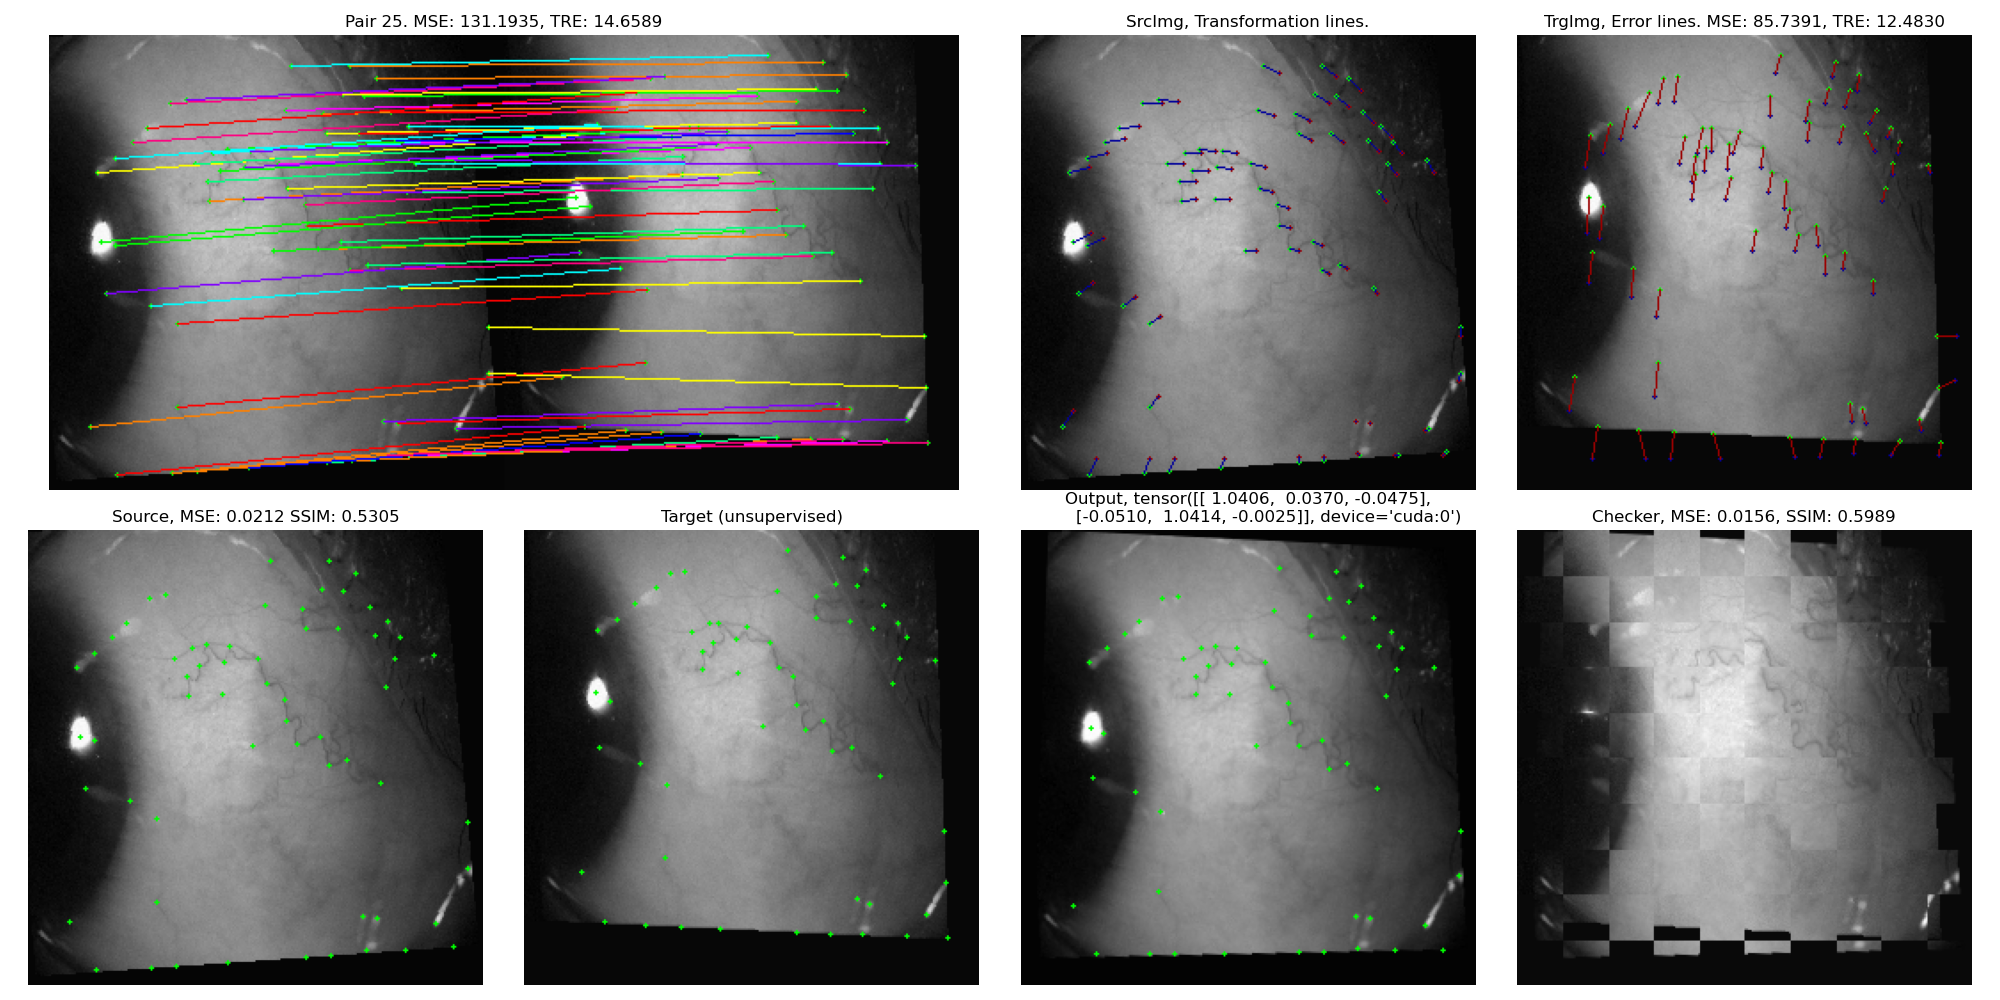 Pair 25. MSE: 131.1935, TRE: 14.6589
SrcImg, Transformation lines.
TrgImg, Error lines. MSE: 85.7391, TRE: 12.4830
Source, MSE: 0.0212 SSIM: 0.5305
Target (unsupervised)
Output, tensor([[ 1.0406,  0.0370, -0.0475],
[-0.0510,  1.0414, -0.0025]], device='cuda:0')
Checker, MSE: 0.0156, SSIM: 0.5989